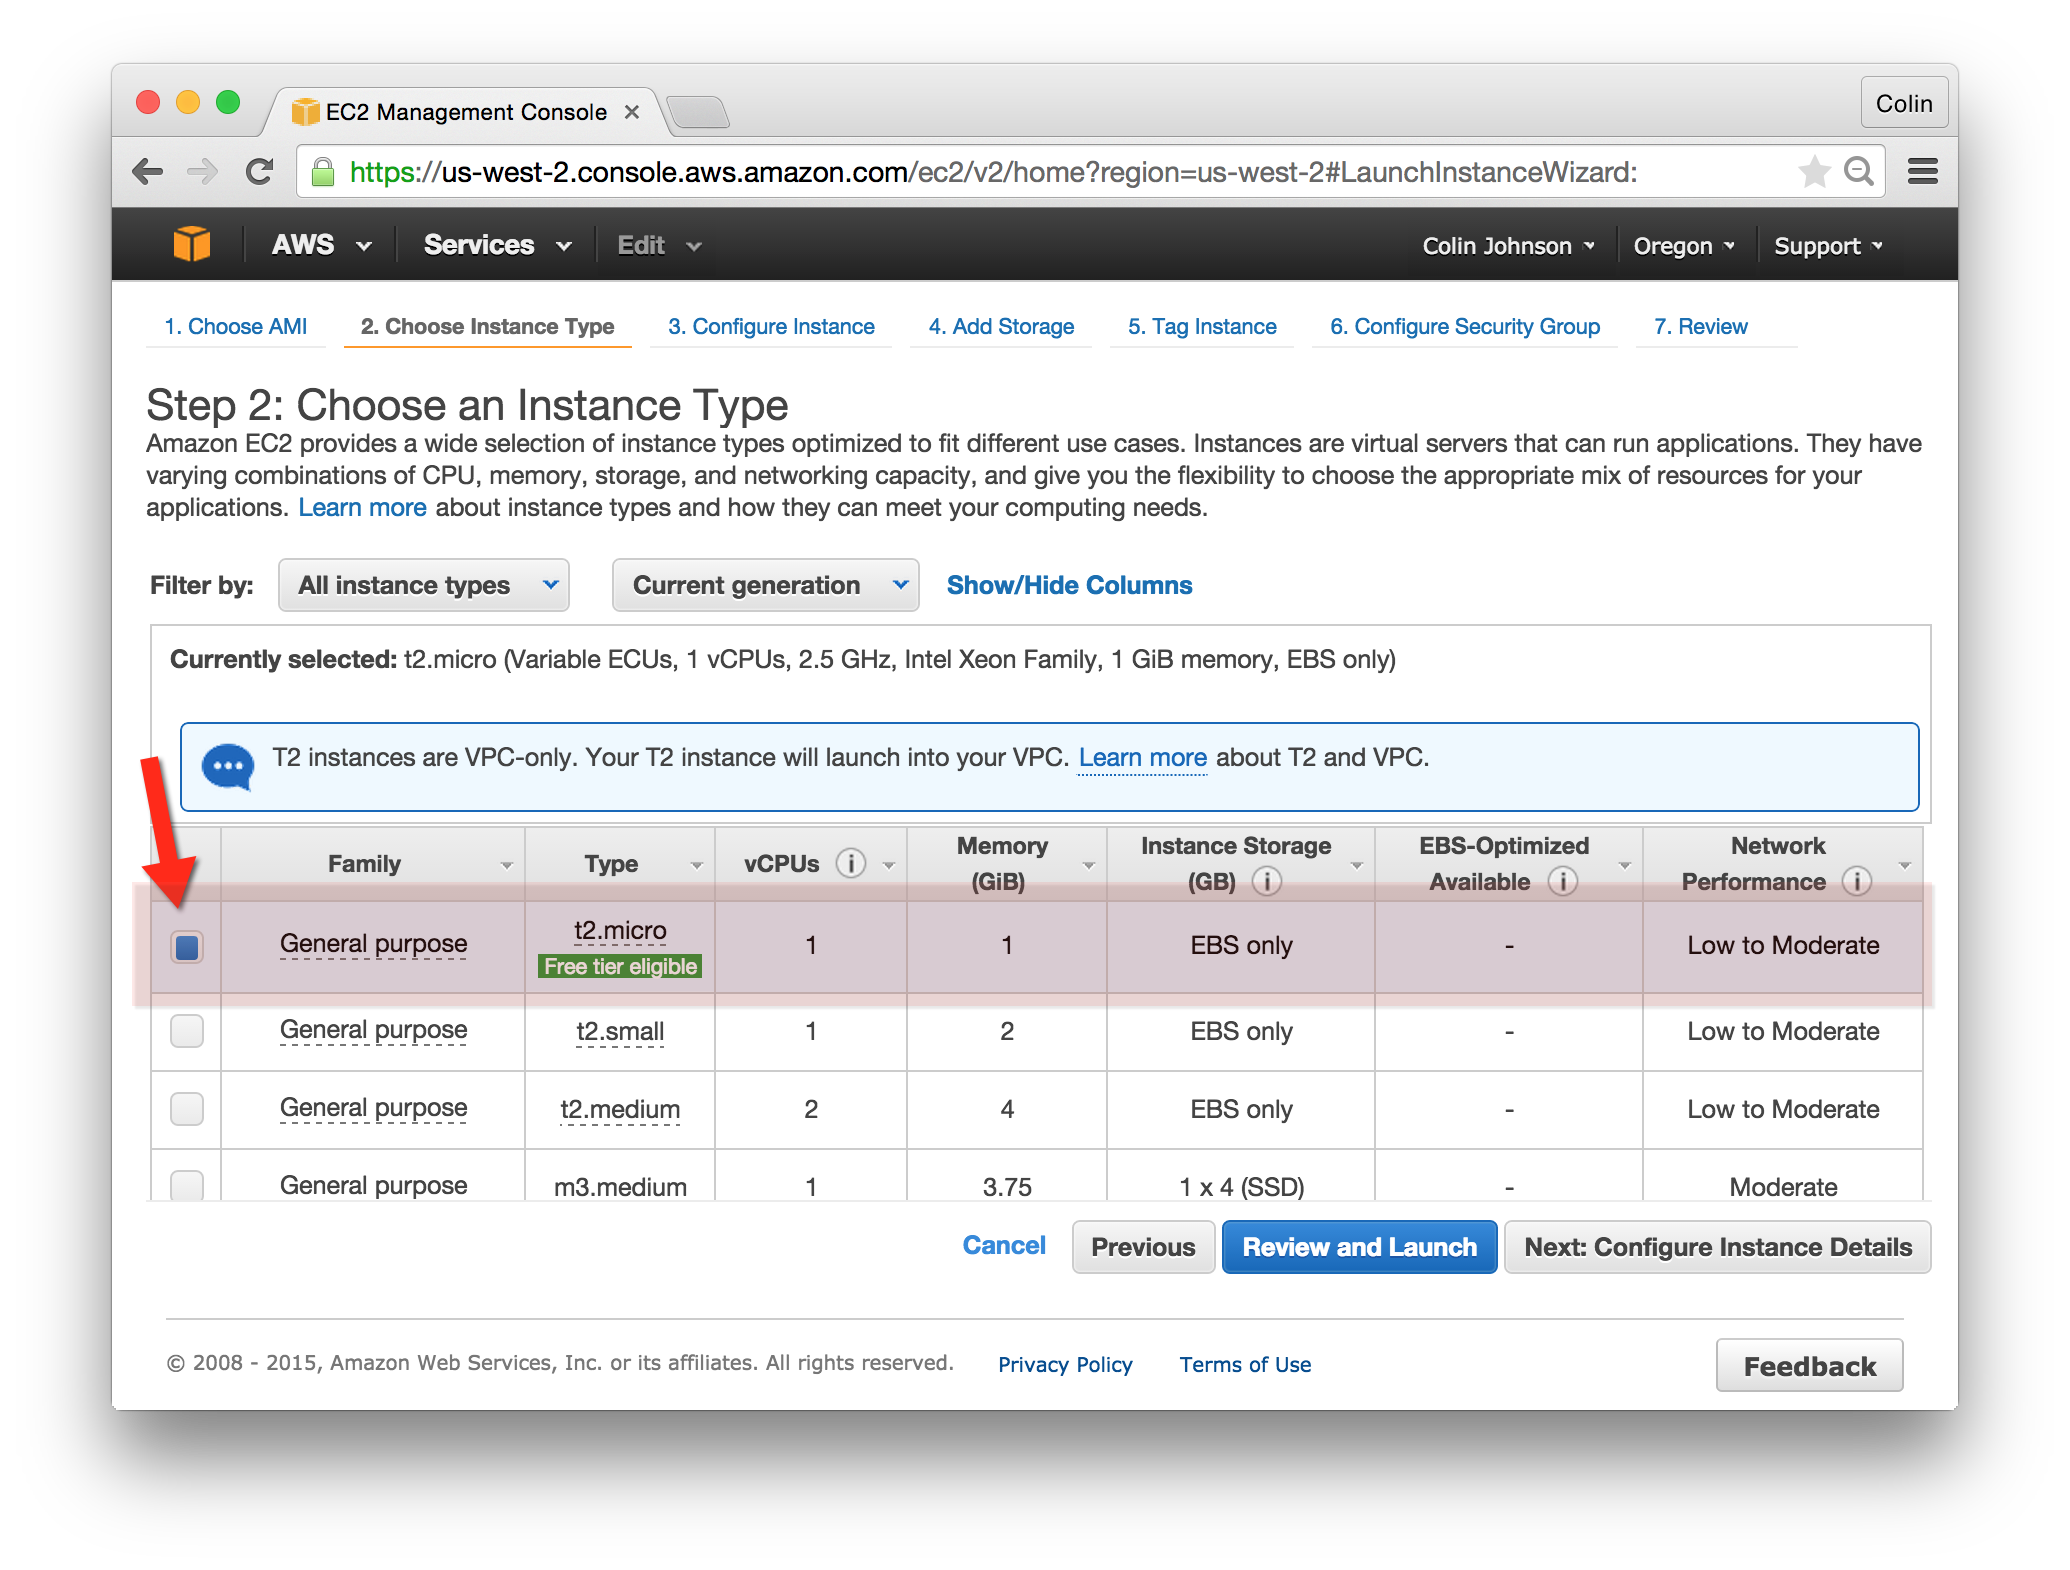 EC2 Management Console
Colin
https://us-west-2.console.aws.amazon.com/ec2/v2/home?region=us-west-2#LaunchInstanceWizard:
AWS Services Edit Colin Johnson Oregon Support
1. Choose AMI 2. Choose Instance Type 3. Configure Instance 4. Add Storage 5. Tag Instance 6. Configure Security Group 7. Review
Step 2: Choose an Instance Type
Amazon EC2 provides a wide selection of instance types optimized to fit different use cases. Instances are virtual servers that can run applications. They have
varying combinations of CPU, memory, storage, and networking capacity, and give you the flexibility to choose the appropriate mix of resources for your
applications. Learn more about instance types and how they can meet your computing needs.
Filter by: All instance types Current generation Show/Hide Columns
Currently selected: t2.micro (Variable ECUs, 1 vCPUs, 2.5 GHz, Intel Xeon Family, 1 GiB memory, EBS only)
T2 instances are VPC-only. Your T2 instance will launch into your VPC. Learn more about T2 and VPC.
Family Type vCPUs i Memory (GiB) Instance Storage (GB) i EBS-Optimized Available i Network Performance i
General purpose t2.micro Free tier eligible 1 1 EBS only - Low to Moderate
General purpose t2.small 1 2 EBS only - Low to Moderate
General purpose t2.medium 2 4 EBS only - Low to Moderate
General purpose m3.medium 1 3.75 1 x 4 (SSD) - Moderate
Cancel Previous Review and Launch Next: Configure Instance Details
© 2008 - 2015, Amazon Web Services, Inc. or its affiliates. All rights reserved. Privacy Policy Terms of Use Feedback